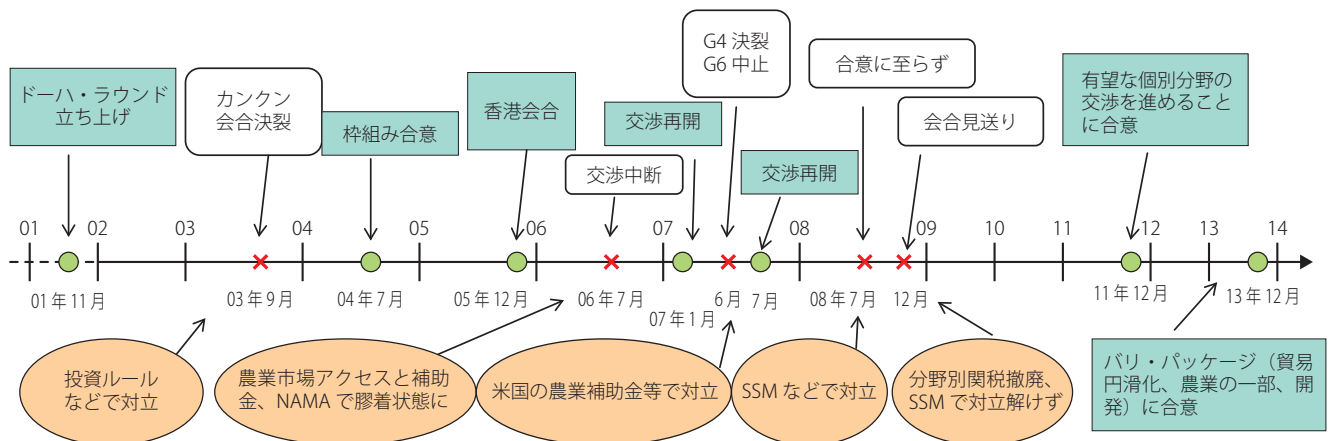 ドーハ・ラウンド
立ち上げ
カンクン
会合決裂
枠組み合意
香港会合
交渉中断
交渉再開
G4 決裂
G6 中止
交渉再開
合意に至らず
会合見送り
有望な個別分野の
交渉を進めること
に合意
01 02 03 04 05 06 07 08 09 10 11 12 13 14
01 年 11 月
03 年 9 月
04 年 7 月
05 年 12 月
06 年 7 月
07 年 1 月
6 月
7 月
08 年 7 月
12 月
11 年 12 月
13 年 12 月
投資ルール
などで対立
農業市場アクセスと補助
金、NAMA で膠着状態に
米国の農業補助金等で対立
SSM などで対立
分野別関税撤廃、
SSM で対立解けず
バリ・パッケージ（貿易
円滑化、農業の一部、開
発）に合意